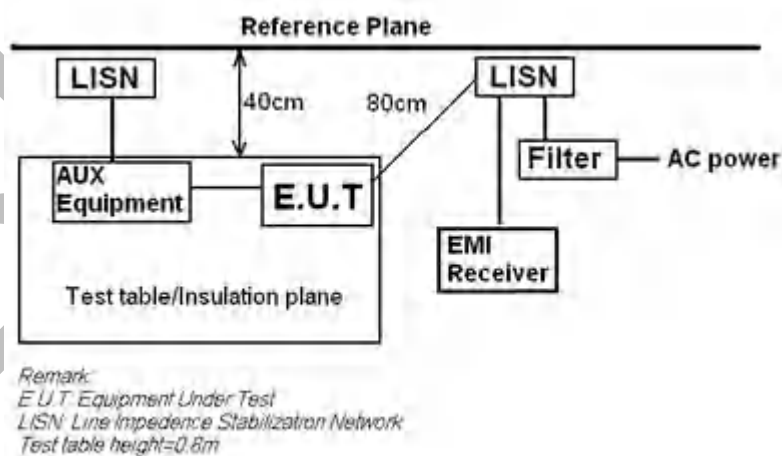 Reference Plane
LISN
40cm
80cm
LISN
Filter
AC power
AUX
Equipment
E.U.T
EMI
Receiver
Test table/Insulation plane
Remark:
E.U.T: Equipment Under Test
LISN: Line Impedence Stabilization Network
Test table height=0.8m